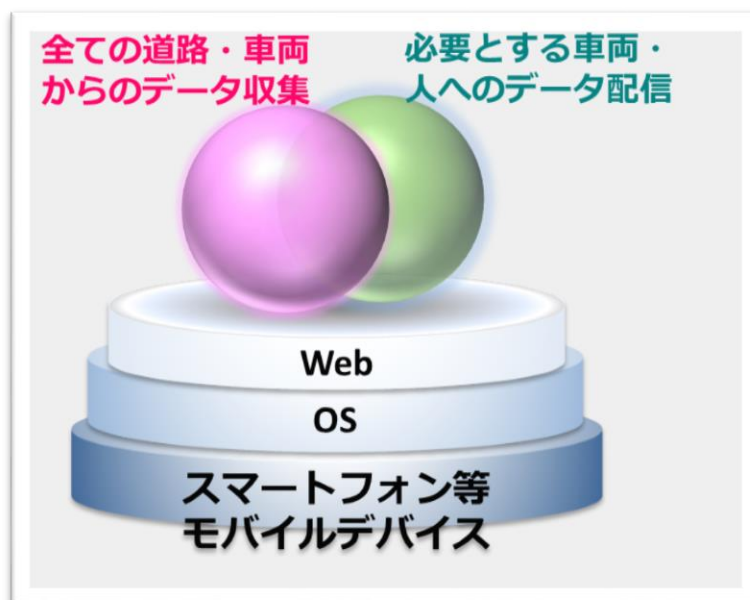 全ての道路・車両
からのデータ収集
必要とする車両・
人へのデータ配信
Web
OS
スマートフォン等
モバイルデバイス